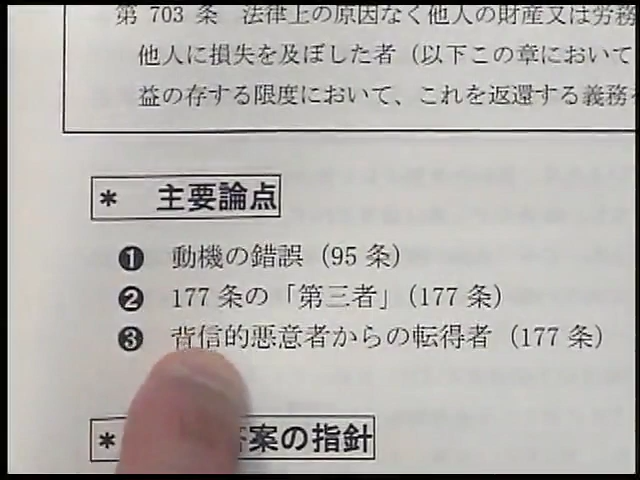 第 703 条　法律上の原因なく他人の財産又は労務
他人に損失を及ぼした者（以下この章において
益の存する限度において、これを返還する義務
＊　主要論点
❶　動機の錯誤（95 条）
❷　177 条の「第三者」（177 条）
❸　背信的悪意者からの転得者（177 条）
＊　答案の指針